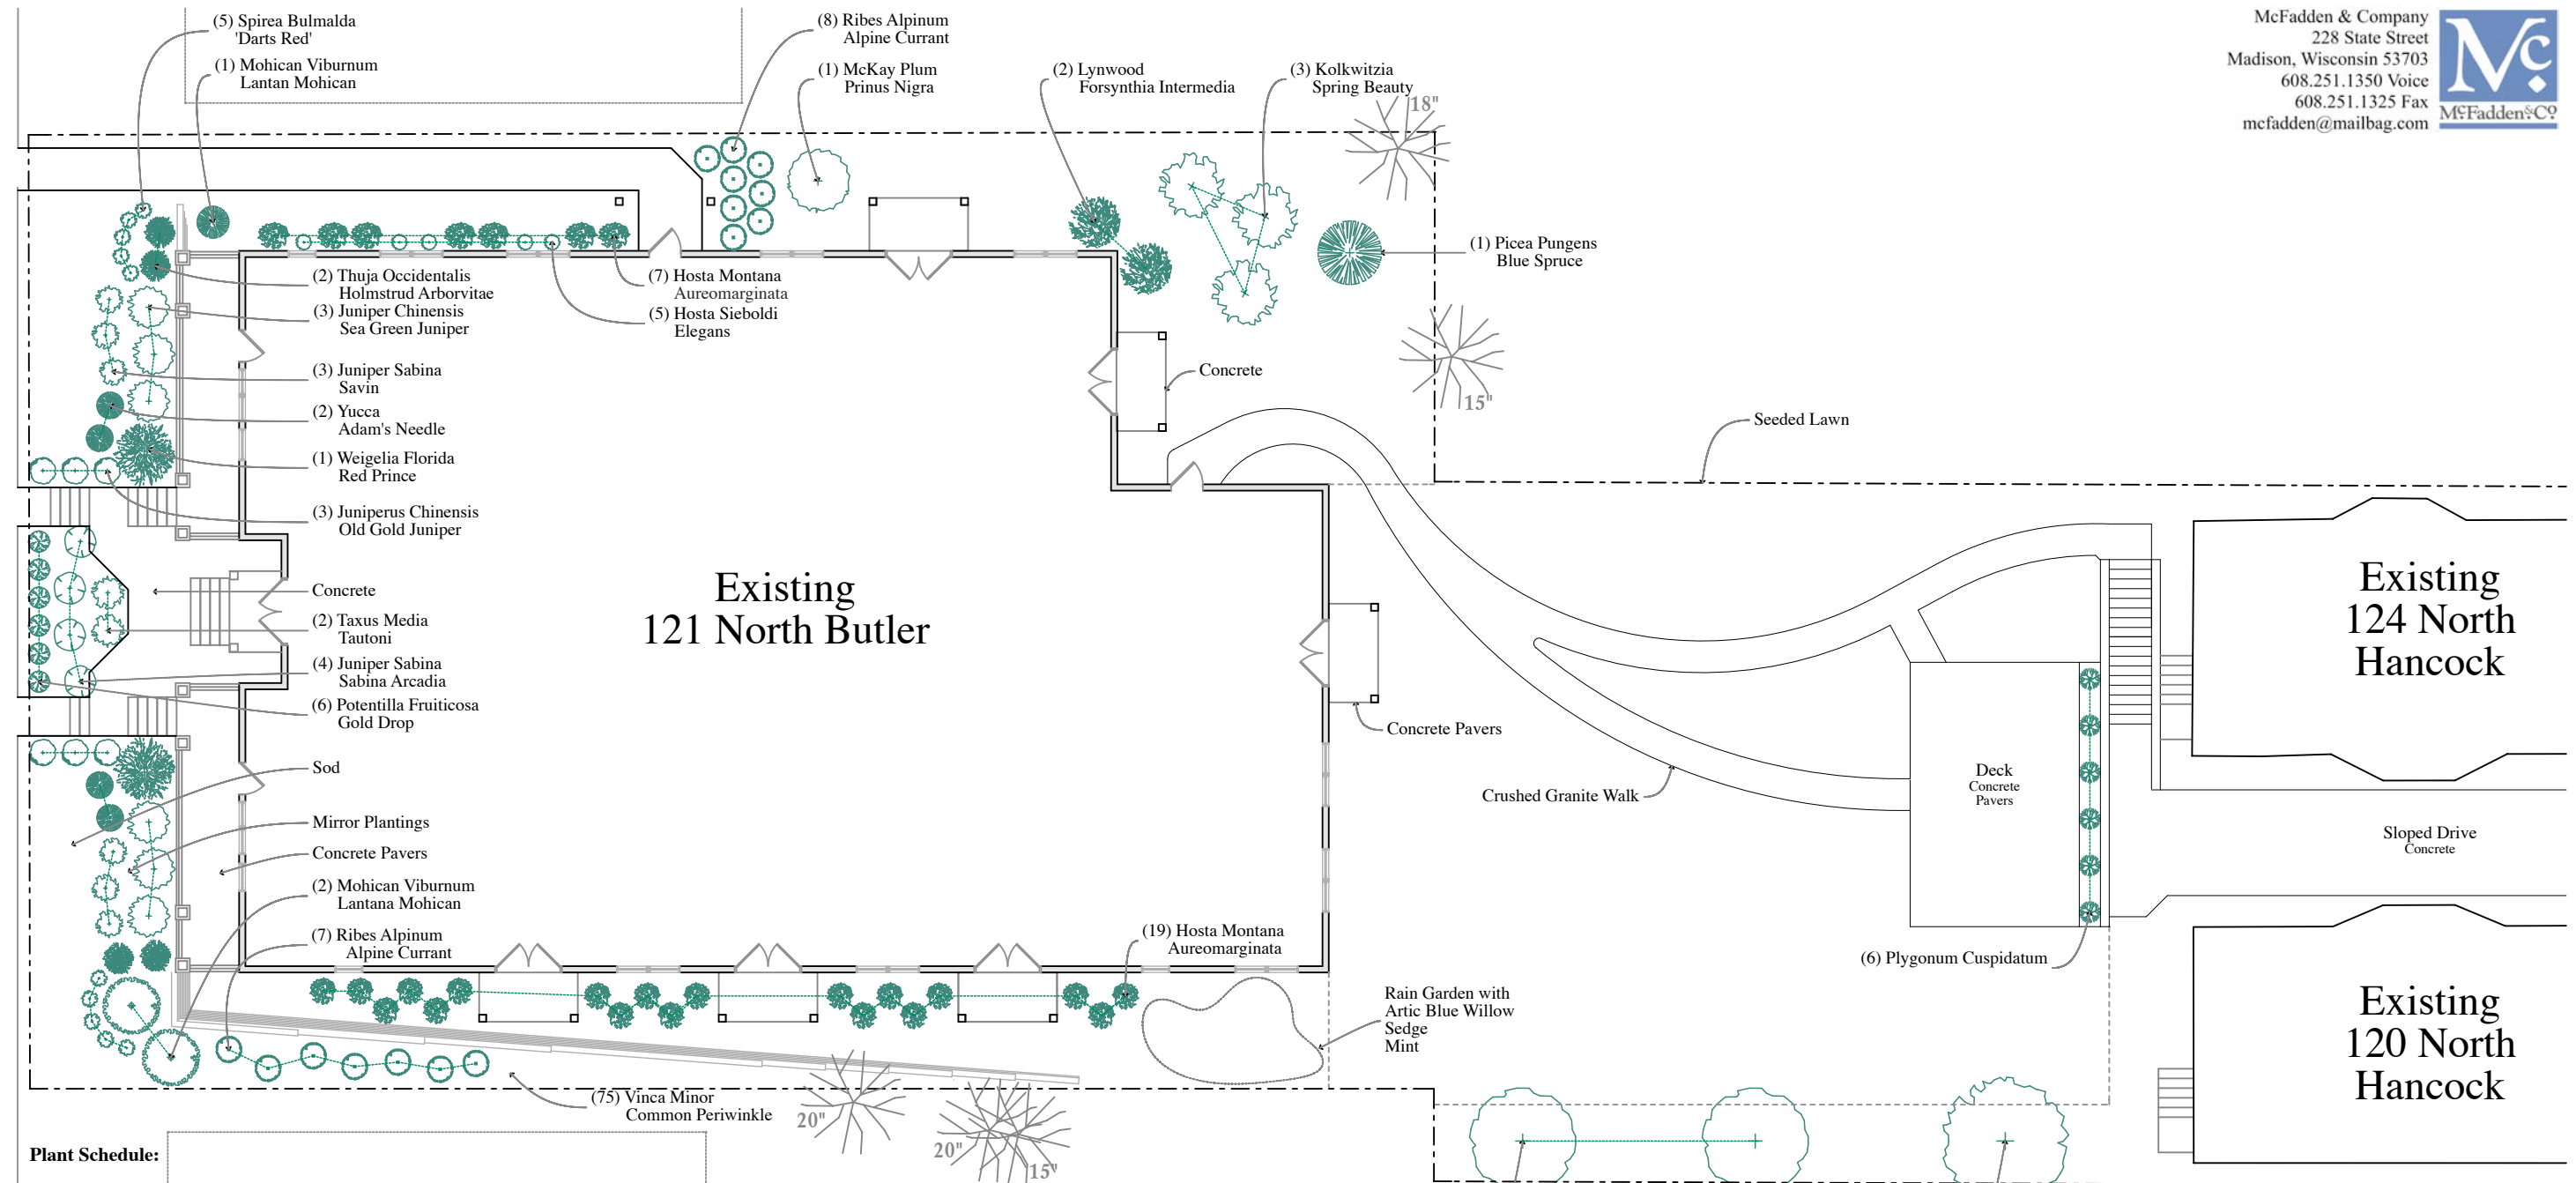 (5) Spirea Bulmalda
'Darts Red'
(1) Mohican Viburnum
Lantan Mohican
(8) Ribes Alpinum
Alpine Currant
(1) McKay Plum
Prinus Nigra
(2) Lynwood
Forsynthia Intermedia
(3) Kolkwitzia
Spring Beauty
18"
McFadden & Company
228 State Street
Madison, Wisconsin 53703
608.251.1350 Voice
608.251.1325 Fax
mcfadden@mailbag.com
Mc
McFadden & Co
(1) Picea Pungens
Blue Spruce
(2) Thuja Occidentalis
Holmstrud Arborvitae
(3) Juniper Chinensis
Sea Green Juniper
(7) Hosta Montana
Aureomarginata
(5) Hosta Sieboldi
Elegans
(3) Juniper Sabina
Savin
(2) Yucca
Adam's Needle
(1) Weigelia Florida
Red Prince
(3) Juniperus Chinensis
Old Gold Juniper
Concrete
15"
Seeded Lawn
Concrete
(2) Taxus Media
Tautoni
(4) Juniper Sabina
Sabina Arcadia
(6) Potentilla Fruiticosa
Gold Drop
Existing
121 North Butler
Existing
124 North
Hancock
Sod
Mirror Plantings
Concrete Pavers
(2) Mohican Viburnum
Lantana Mohican
(7) Ribes Alpinum
Alpine Currant
Concrete Pavers
Crushed Granite Walk
Deck
Concrete
Pavers
Sloped Drive
Concrete
(19) Hosta Montana
Aureomarginata
(6) Plygonum Cuspidatum
Rain Garden with
Artic Blue Willow
Sedge
Mint
Existing
120 North
Hancock
(75) Vinca Minor
Common Periwinkle
20"
20"
15"
Plant Schedule: